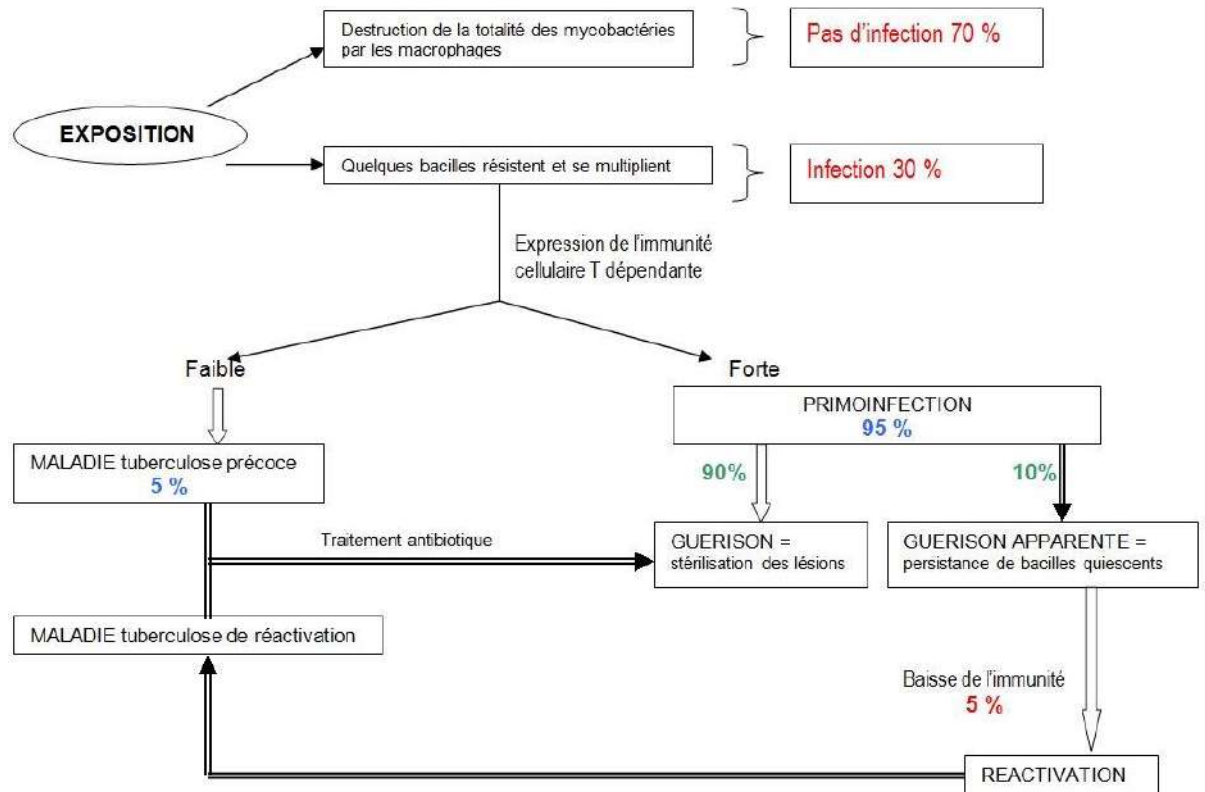 Destruction de la totalité des mycobactéries
par les macrophages
Pas d'infection 70 %
EXPOSITION
Quelques bacilles résistent et se multiplient
Infection 30 %
Expression de l'immunité
cellulaire T dépendante
Faible
Forte
PRIMOINFECTION
95 %
MALADIE tuberculose précoce
5 %
90%
10%
Traitement antibiotique
GUERISON =
stérilisation des lésions
GUERISON APPARENTE =
persistance de bacilles quiescents
MALADIE tuberculose de réactivation
Baisse de l'immunité
5 %
REACTIVATION